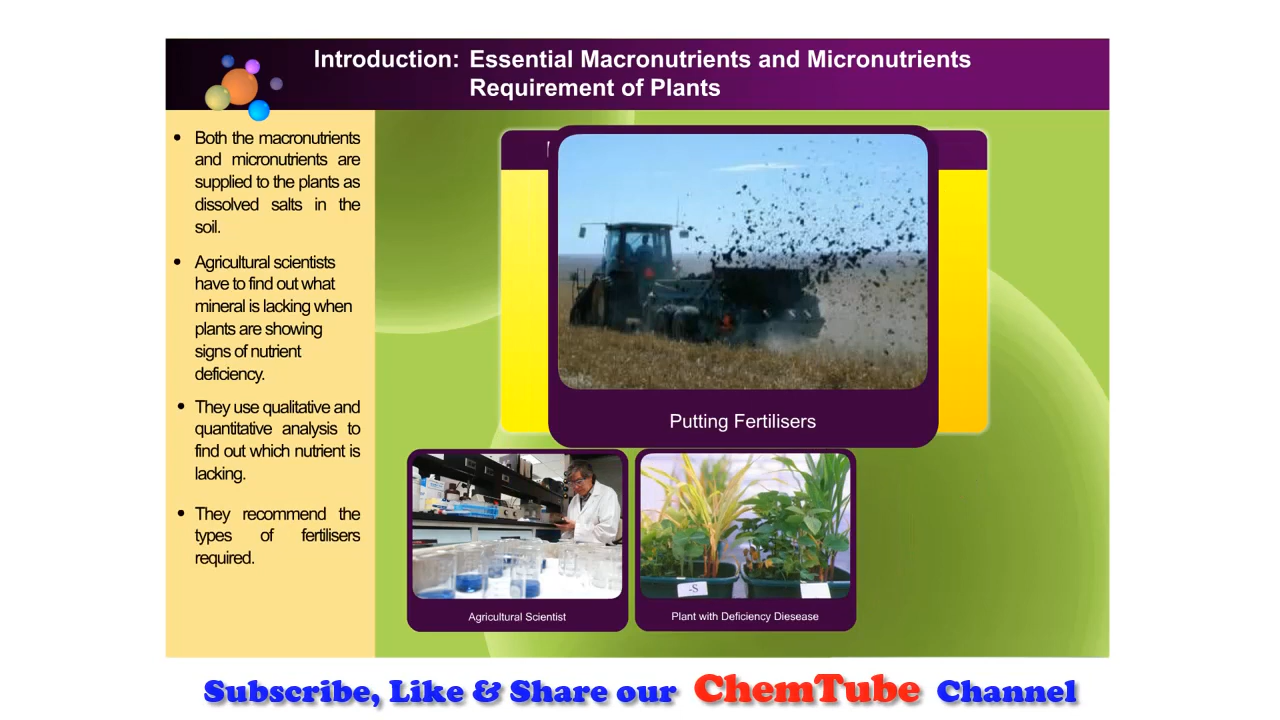 Introduction: Essential Macronutrients and Micronutrients
Requirement of Plants
• Both the macronutrients
and micronutrients are
supplied to the plants as
dissolved salts in the
soil.
• Agricultural scientists
have to find out what
mineral is lacking when
plants are showing
signs of nutrient
deficiency.
• They use qualitative and
quantitative analysis to
find out which nutrient is
lacking.
• They recommend the
types of fertilisers
required.
Putting Fertilisers
-S
Agricultural Scientist
Plant with Deficiency Diesease
Subscribe, Like & Share our ChemTube Channel